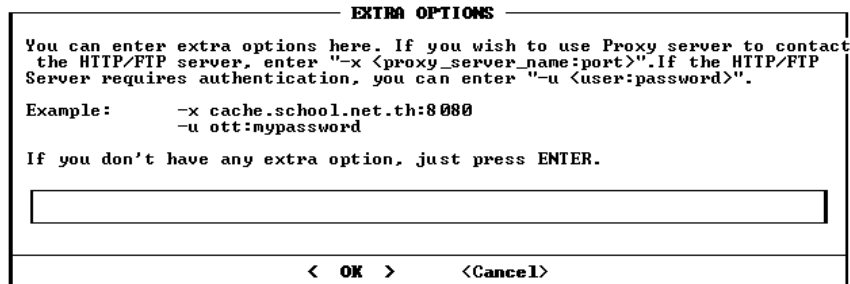 EXTRA OPTIONS
You can enter extra options here. If you wish to use Proxy server to contact
the HTTP/FTP server, enter "-x <proxy_server_name:port>".If the HTTP/FTP
Server requires authentication, you can enter "-u <user:password>".
Example: -x cache.school.net.th:8080
-u ott:mypassword
If you don't have any extra option, just press ENTER.
< OK > <Cancel>